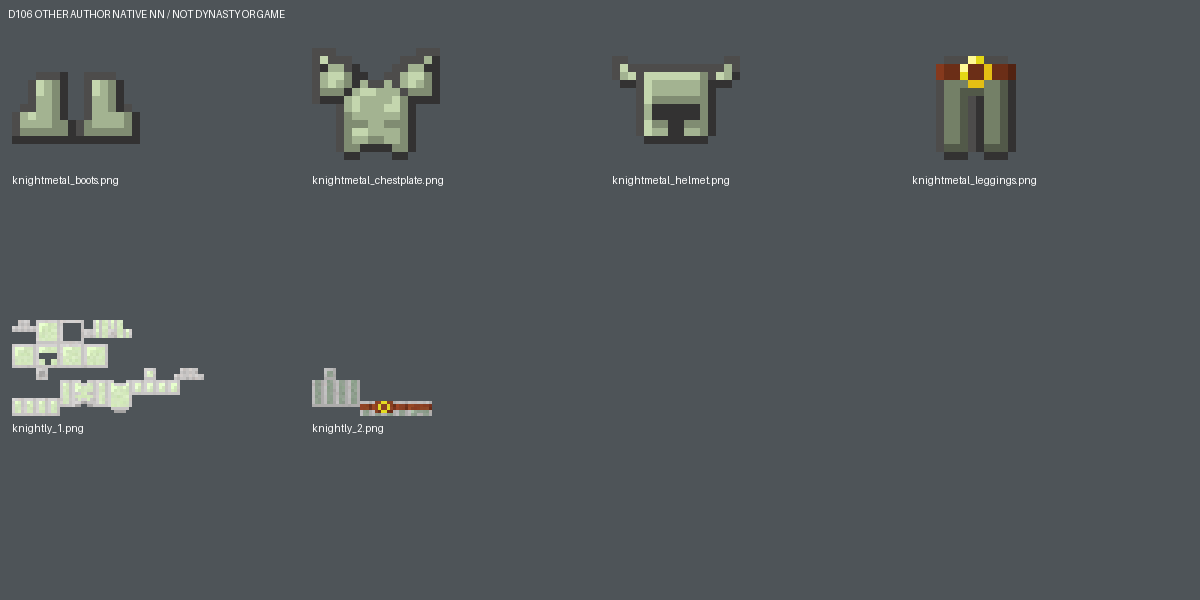 D106 OTHER AUTHOR NATIVE NN / NOT DYNASTY OR GAME
knightmetal_boots.png
knightmetal_chestplate.png
knightmetal_helmet.png
knightmetal_leggings.png
knightly_1.png
knightly_2.png